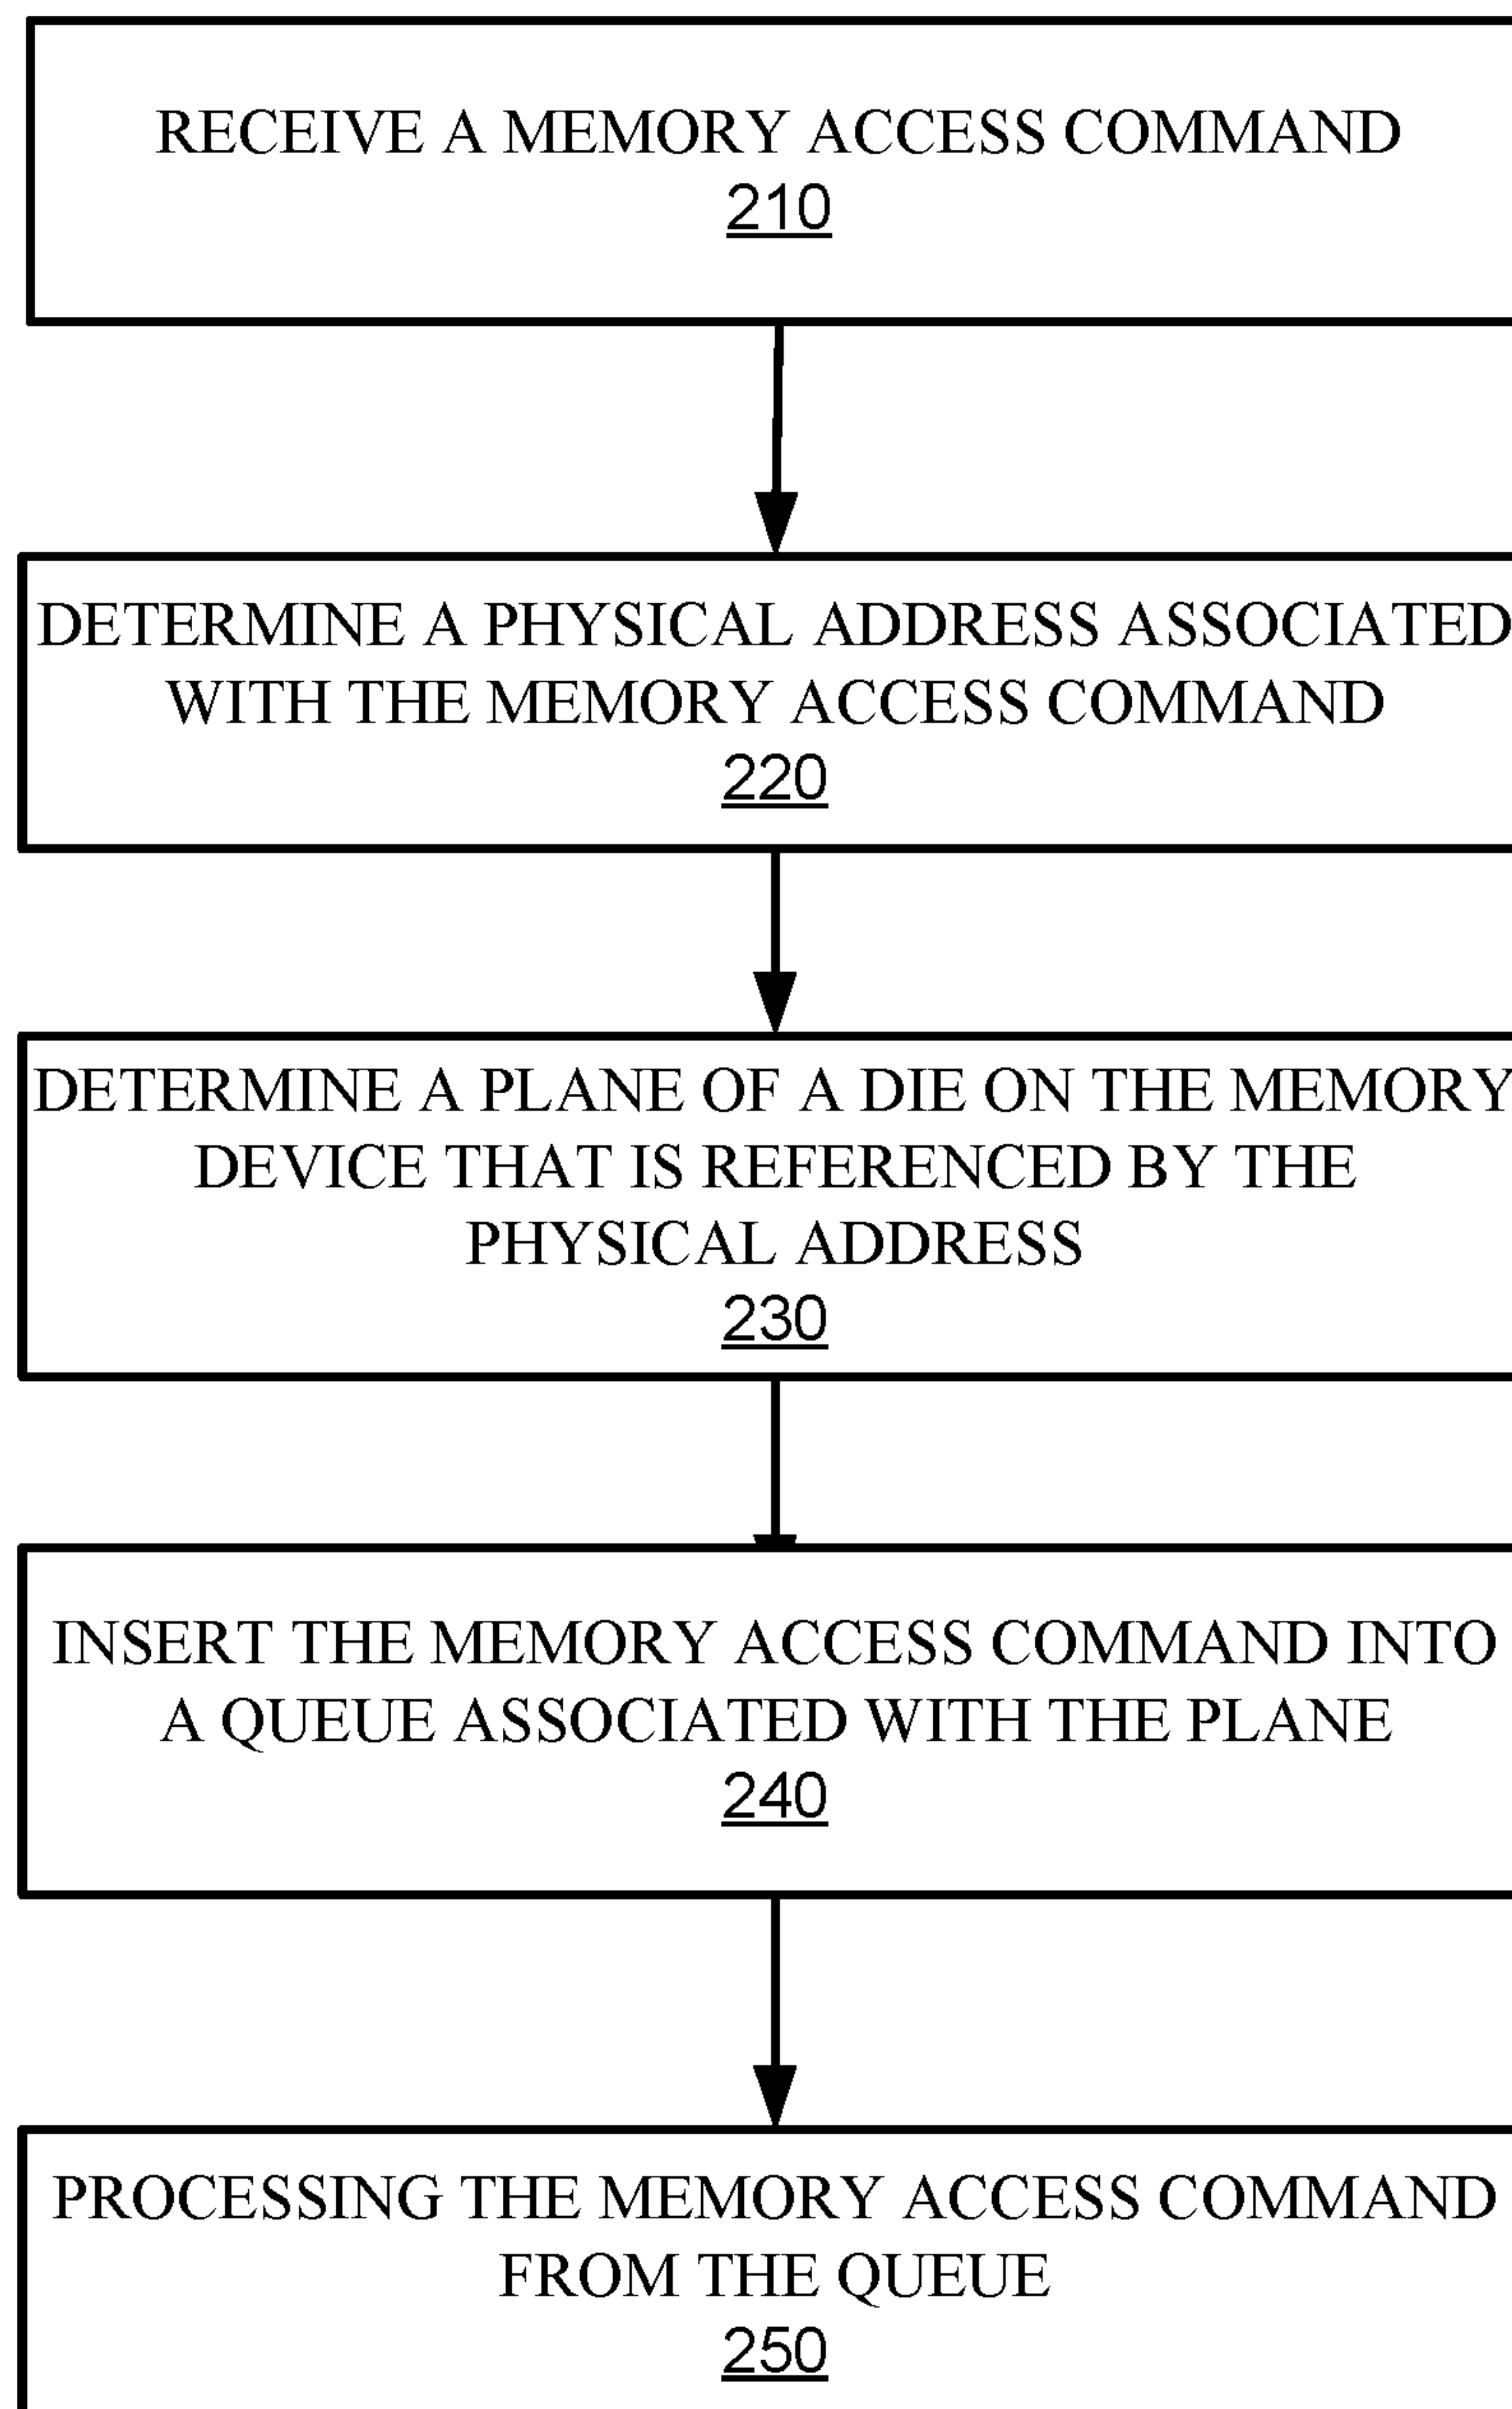 RECEIVE A MEMORY ACCESS COMMAND
210
DETERMINE A PHYSICAL ADDRESS ASSOCIATED
WITH THE MEMORY ACCESS COMMAND
220
DETERMINE A PLANE OF A DIE ON THE MEMORY
DEVICE THAT IS REFERENCED BY THE
PHYSICAL ADDRESS
230
INSERT THE MEMORY ACCESS COMMAND INTO
A QUEUE ASSOCIATED WITH THE PLANE
240
PROCESSING THE MEMORY ACCESS COMMAND
FROM THE QUEUE
250